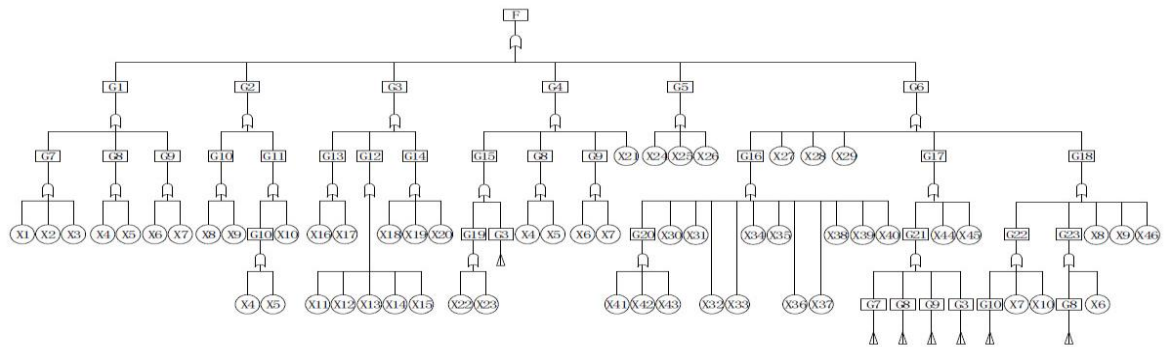 F
G1 G2 G3 G4 G5 G6
G7 G8 G9 G10 G11 G13 G12 G14 G15 G8 G9 X21 X24 X25 X26 G16 X27 X28 X29 G17 G18
X1 X2 X3 X4 X5 X6 X7 X8 X9 G10 X10 X16 X17 X18 X19 X20 G19 G3 X4 X5 X6 X7 G20 X30 X31 X34 X35 X38 X39 X40 G21 X44 X45 G22 G23 X8 X9 X46
X4 X5 X11 X12 X13 X14 X15 X22 X23 X41 X42 X43 X32 X33 X36 X37 G7 G8 G9 G3 G10 X7 X10 G8 X6